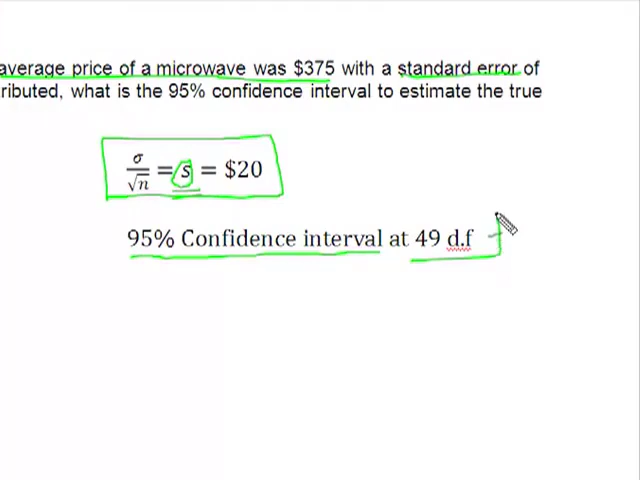 average price of a microwave was $375 with a standard error of
ributed, what is the 95% confidence interval to estimate the true
σ/√n = s = $20
95% Confidence interval at 49 d.f